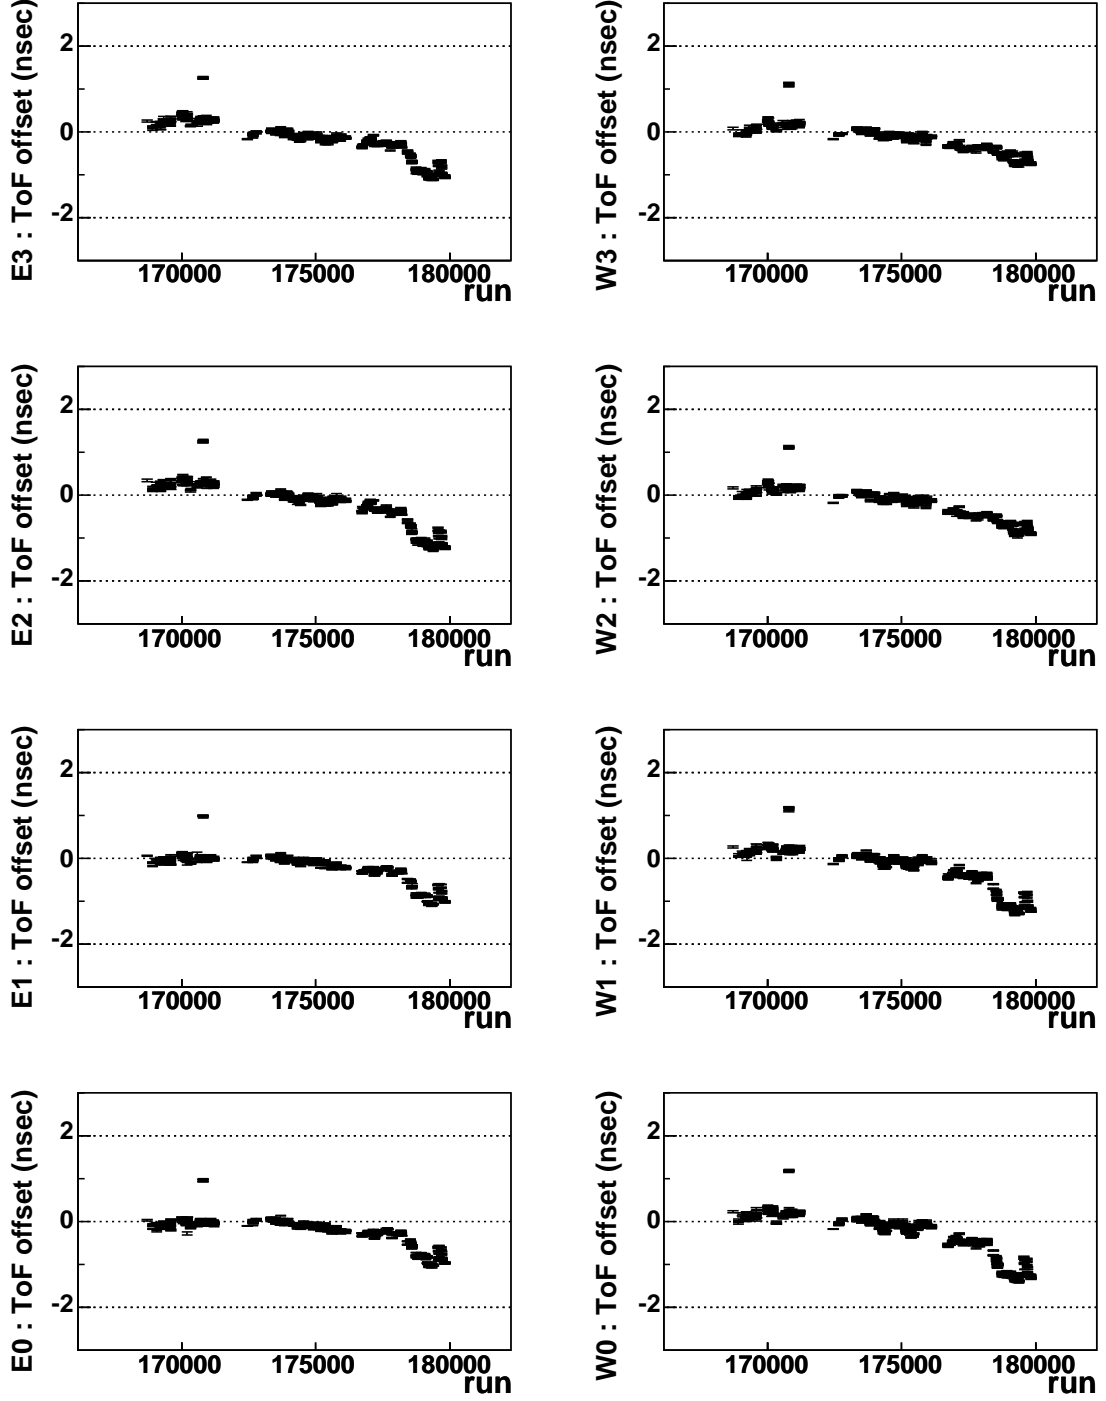 E3 : ToF offset (nsec)
2
0
-2
170000 175000 180000
run
W3 : ToF offset (nsec)
2
0
-2
170000 175000 180000
run
E2 : ToF offset (nsec)
2
0
-2
170000 175000 180000
run
W2 : ToF offset (nsec)
2
0
-2
170000 175000 180000
run
E1 : ToF offset (nsec)
2
0
-2
170000 175000 180000
run
W1 : ToF offset (nsec)
2
0
-2
170000 175000 180000
run
E0 : ToF offset (nsec)
2
0
-2
170000 175000 180000
run
W0 : ToF offset (nsec)
2
0
-2
170000 175000 180000
run